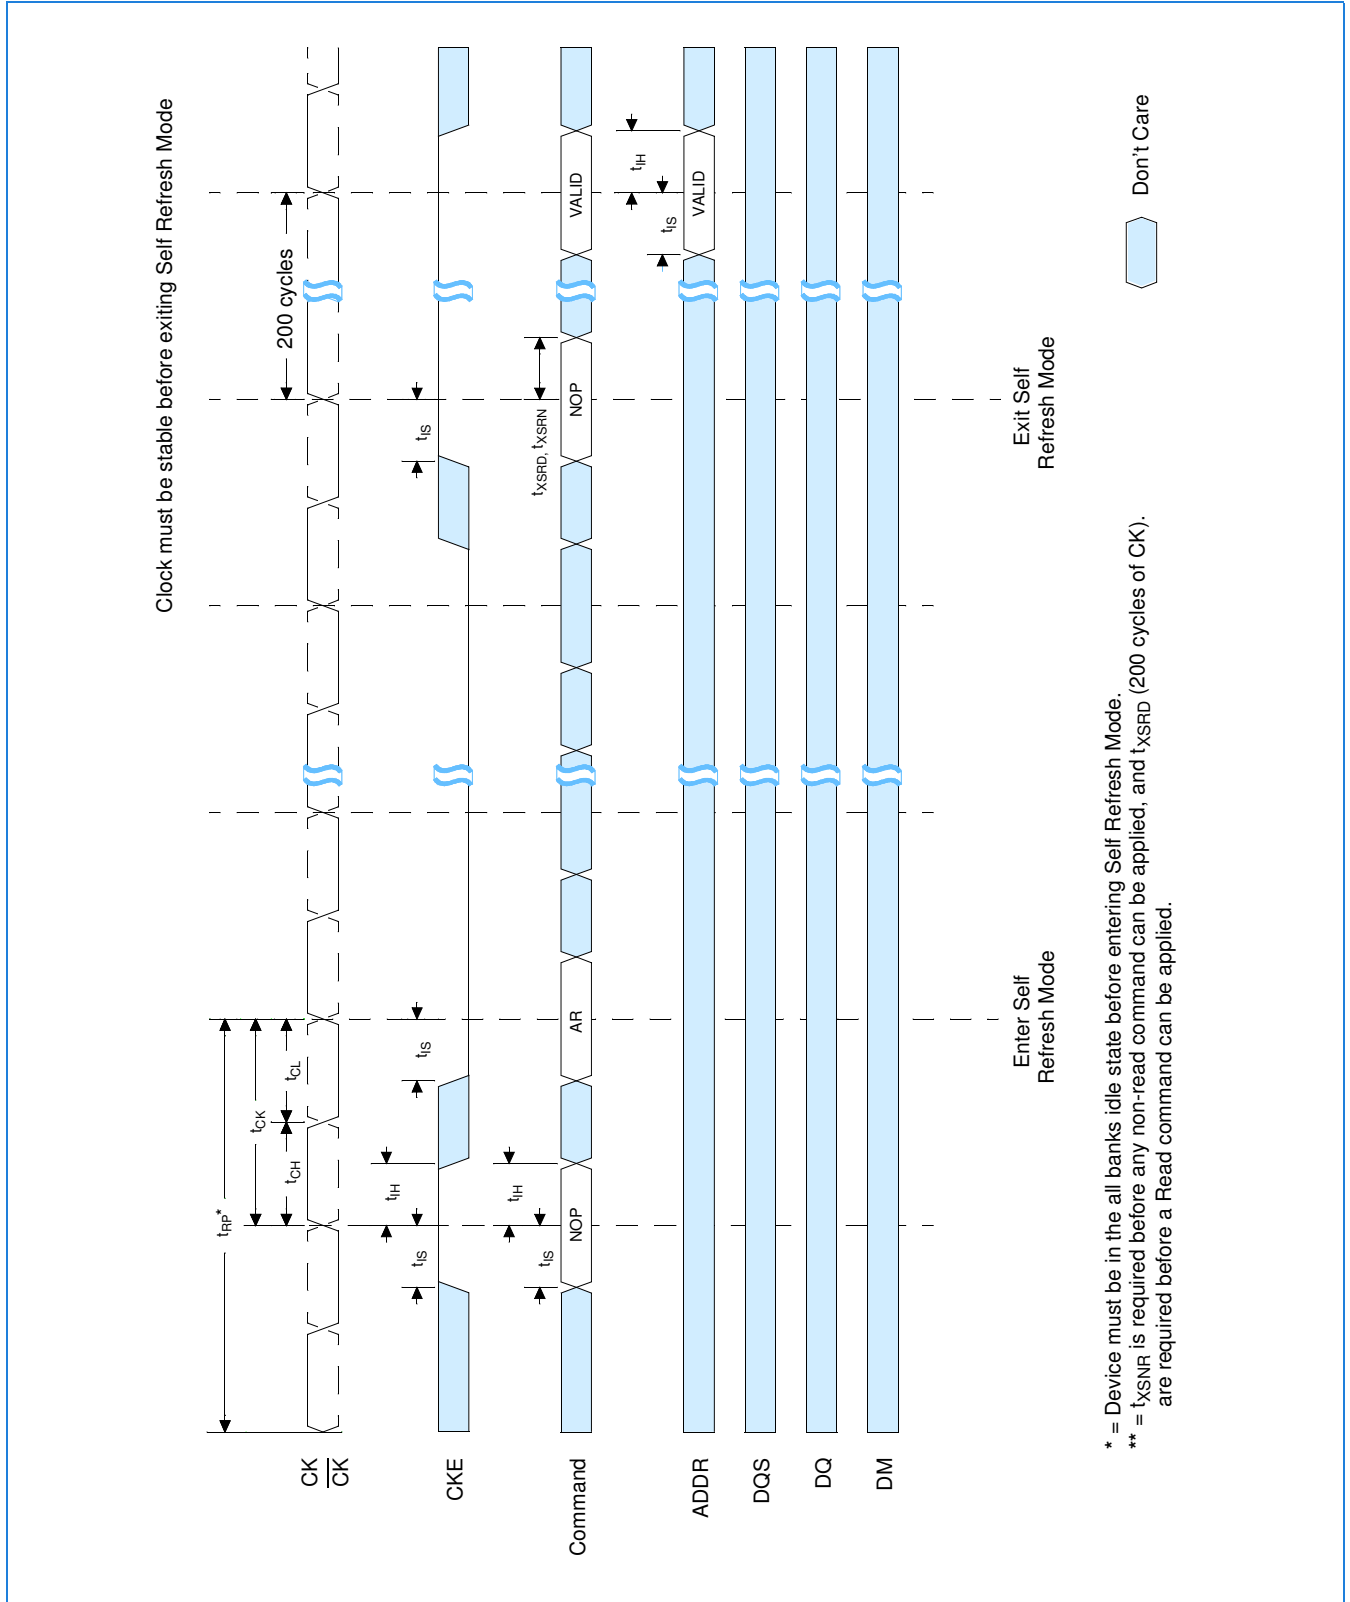 Clock must be stable before exiting Self Refresh Mode
tRP*
tCK
tCH
tCL
200 cycles
CK
CK
tIH
tIS
tIS
tIS
CKE
tIH
tIS
tXSRD, tXSRN
Command
NOP
AR
NOP
VALID
tIS
tIH
ADDR
VALID
DQS
DQ
DM
Enter Self
Refresh Mode
Exit Self
Refresh Mode
* = Device must be in the all banks idle state before entering Self Refresh Mode.
** = tXSNR is required before any non-read command can be applied, and tXSRD (200 cycles of CK).
are required before a Read command can be applied.
Don't Care